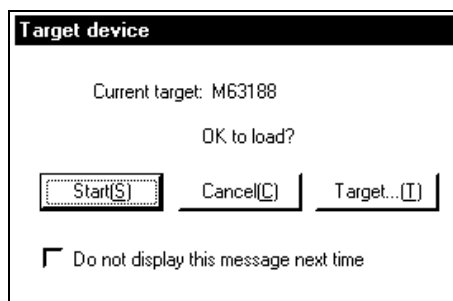 Target device
Current target: M63188
OK to load?
Start(S) Cancel(C) Target...(T)
Do not display this message next time